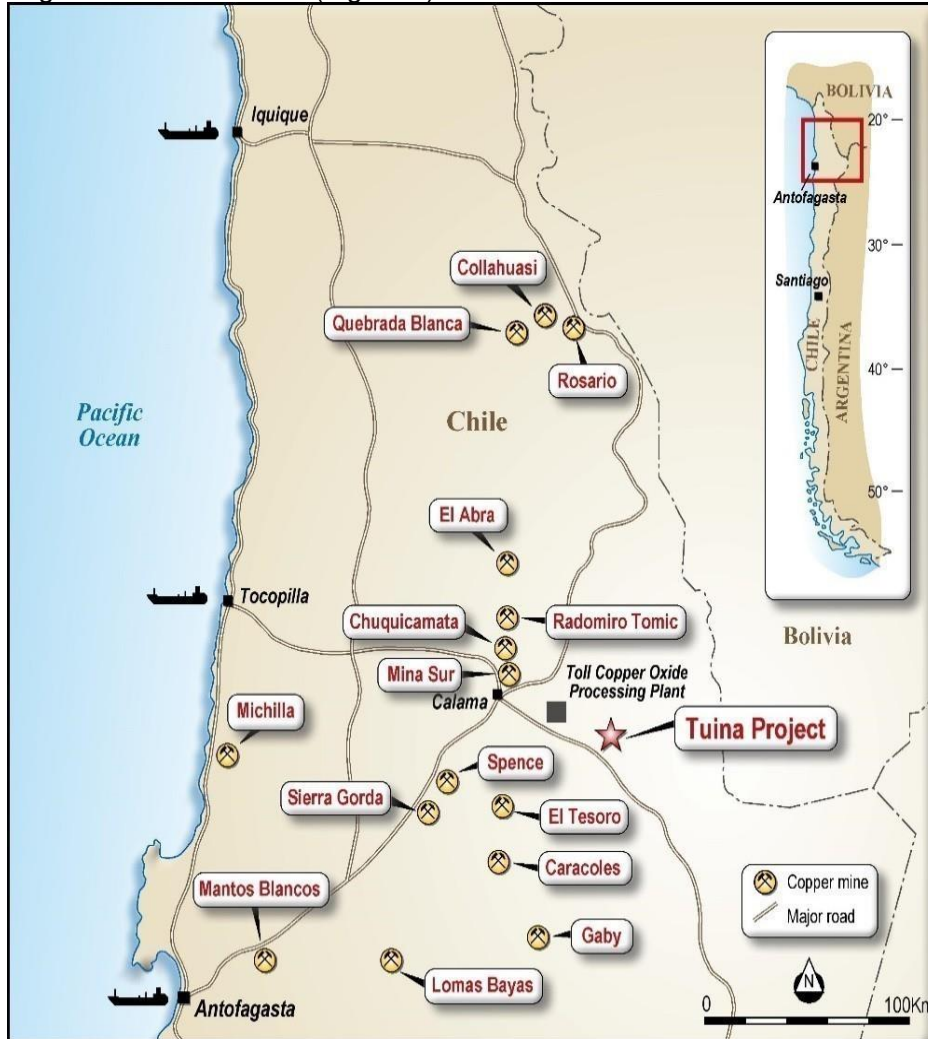 Iquique
Collahuasi
Quebrada Blanca
Rosario
Pacific
Ocean
Chile
El Abra
Tocopilla
Chuquicamata
Radomiro Tomic
Mina Sur
Toll Copper Oxide
Processing Plant
Calama
Michilla
Tuina Project
Spence
Sierra Gorda
El Tesoro
Caracoles
Mantos Blancos
Gaby
Lomas Bayas
Antofagasta
Bolivia
BOLIVIA
20°
Antofagasta
30°
Santiago
CHILE
ARGENTINA
40°
50°
Copper mine
Major road
N
0
100Km